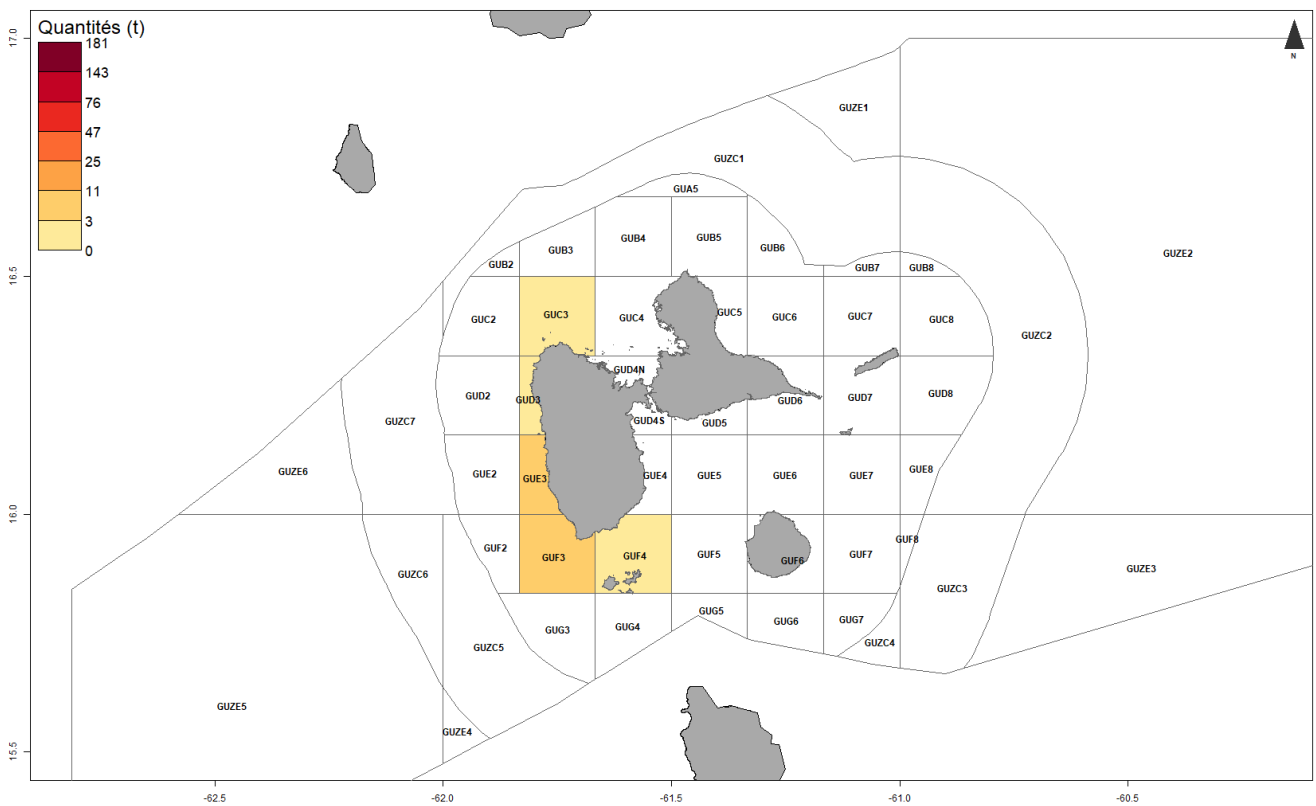 Quantités (t)
181
143
76
47
25
11
3
0
N
17.0
16.5
16.0
15.5
GUZE1
GUZC1
GUA5
GUZE2
GUB2
GUB3
GUB4
GUB5
GUB6
GUB7
GUB8
GUC2
GUC3
GUC4
GUC5
GUC6
GUC7
GUC8
GUZC2
GUD4N
GUD2
GUD3
GUD6
GUD7
GUD8
GUZC7
GUD4S
GUD5
GUZE6
GUE2
GUE3
GUE4
GUE5
GUE6
GUE7
GUE8
GUF2
GUF3
GUF4
GUF5
GUF6
GUF7
GUF8
GUZE3
GUZC6
GUZC3
GUG5
GUG3
GUG4
GUG6
GUG7
GUZC5
GUZC4
GUZE5
GUZE4
-62.5
-62.0
-61.5
-61.0
-60.5